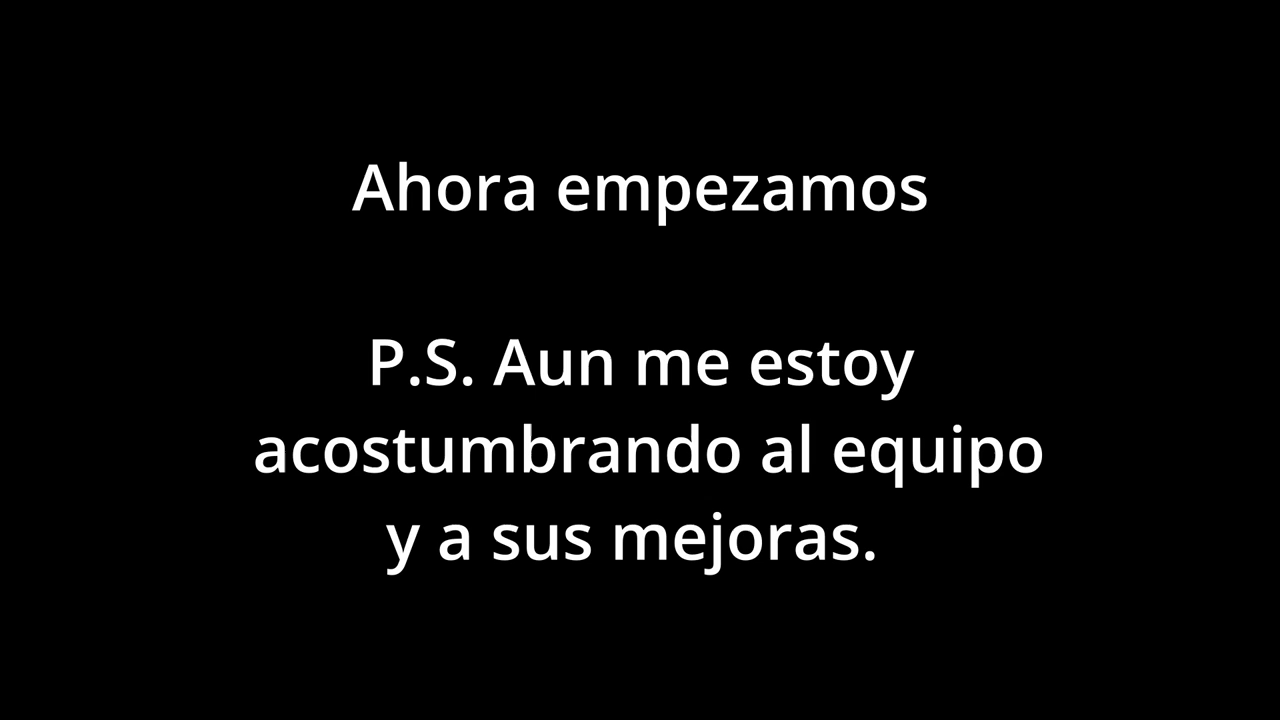 Ahora empezamos
P.S. Aun me estoy
acostumbrando al equipo
y a sus mejoras.